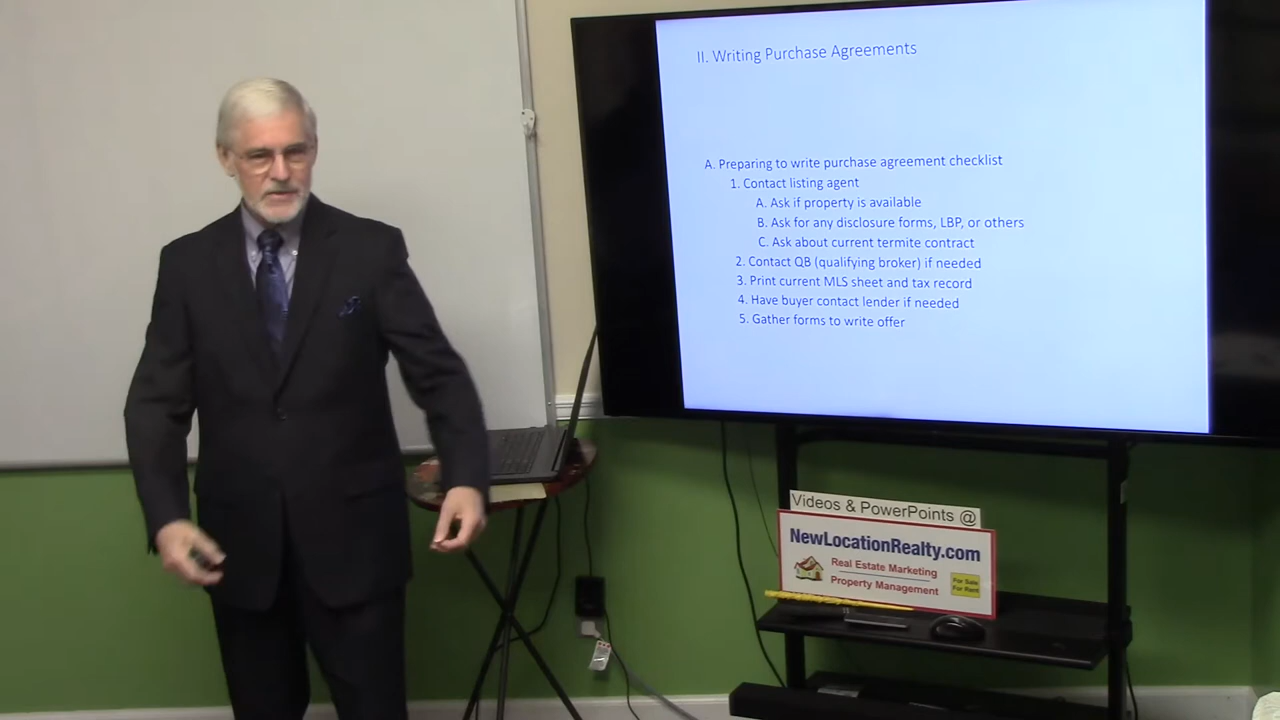 II. Writing Purchase Agreements
A. Preparing to write purchase agreement checklist
1. Contact listing agent
A. Ask if property is available
B. Ask for any disclosure forms, LBP, or others
C. Ask about current termite contract
2. Contact QB (qualifying broker) if needed
3. Print current MLS sheet and tax record
4. Have buyer contact lender if needed
5. Gather forms to write offer
Videos & PowerPoints @
NewLocationRealty.com
Real Estate Marketing
Property Management
For Sale
For Rent